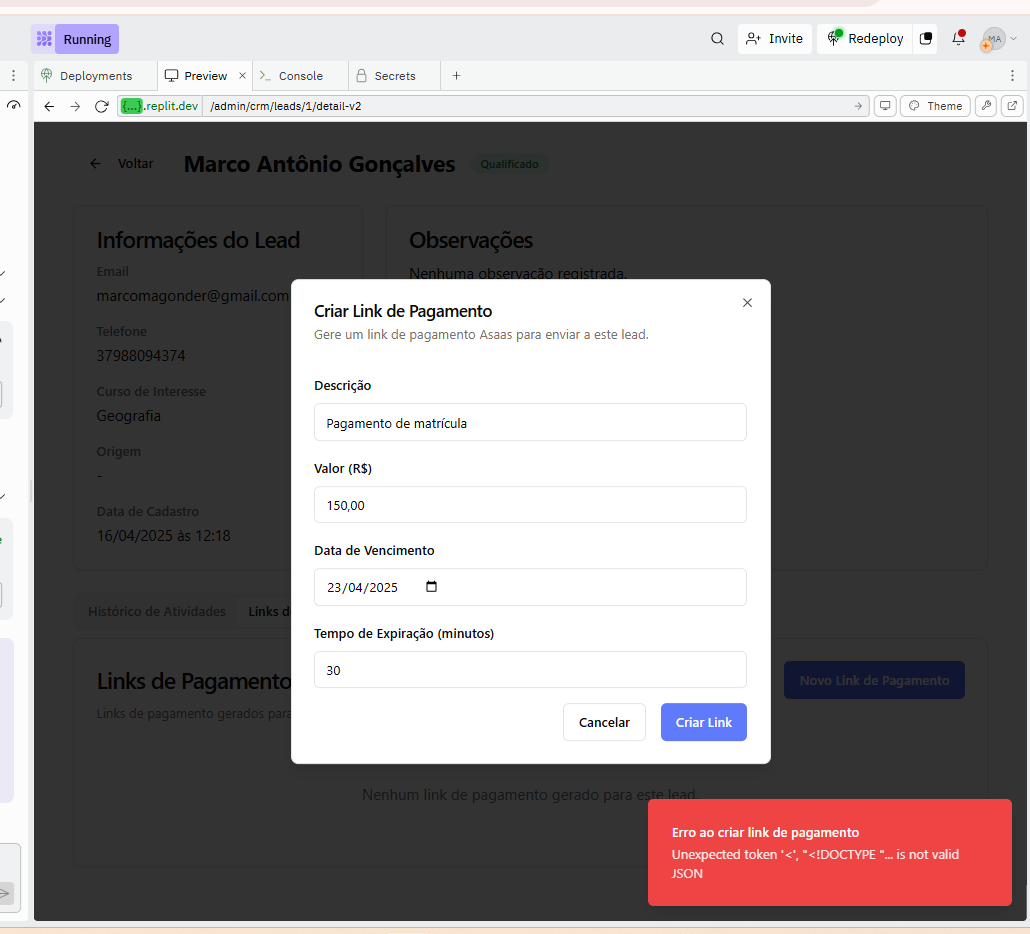 Running
Invite
Redeploy
MA
Deployments
Preview
Console
Secrets
{...}.replit.dev
/admin/crm/leads/1/detail-v2
Theme
Voltar
Marco Antônio Gonçalves
Qualificado
Informações do Lead
Email
marcomagonder@gmail.com
Telefone
37988094374
Curso de Interesse
Geografia
Origem
-
Data de Cadastro
16/04/2025 às 12:18
Observações
Nenhuma observação registrada.
Criar Link de Pagamento
Gere um link de pagamento Asaas para enviar a este lead.
Descrição
Pagamento de matrícula
Valor (R$)
150,00
Data de Vencimento
23/04/2025
Tempo de Expiração (minutos)
30
Cancelar
Criar Link
Histórico de Atividades
Links d
Links de Pagamento
Links de pagamento gerados para
Novo Link de Pagamento
Nenhum link de pagamento gerado para este lead.
Erro ao criar link de pagamento
Unexpected token '<', "<!DOCTYPE "... is not valid
JSON